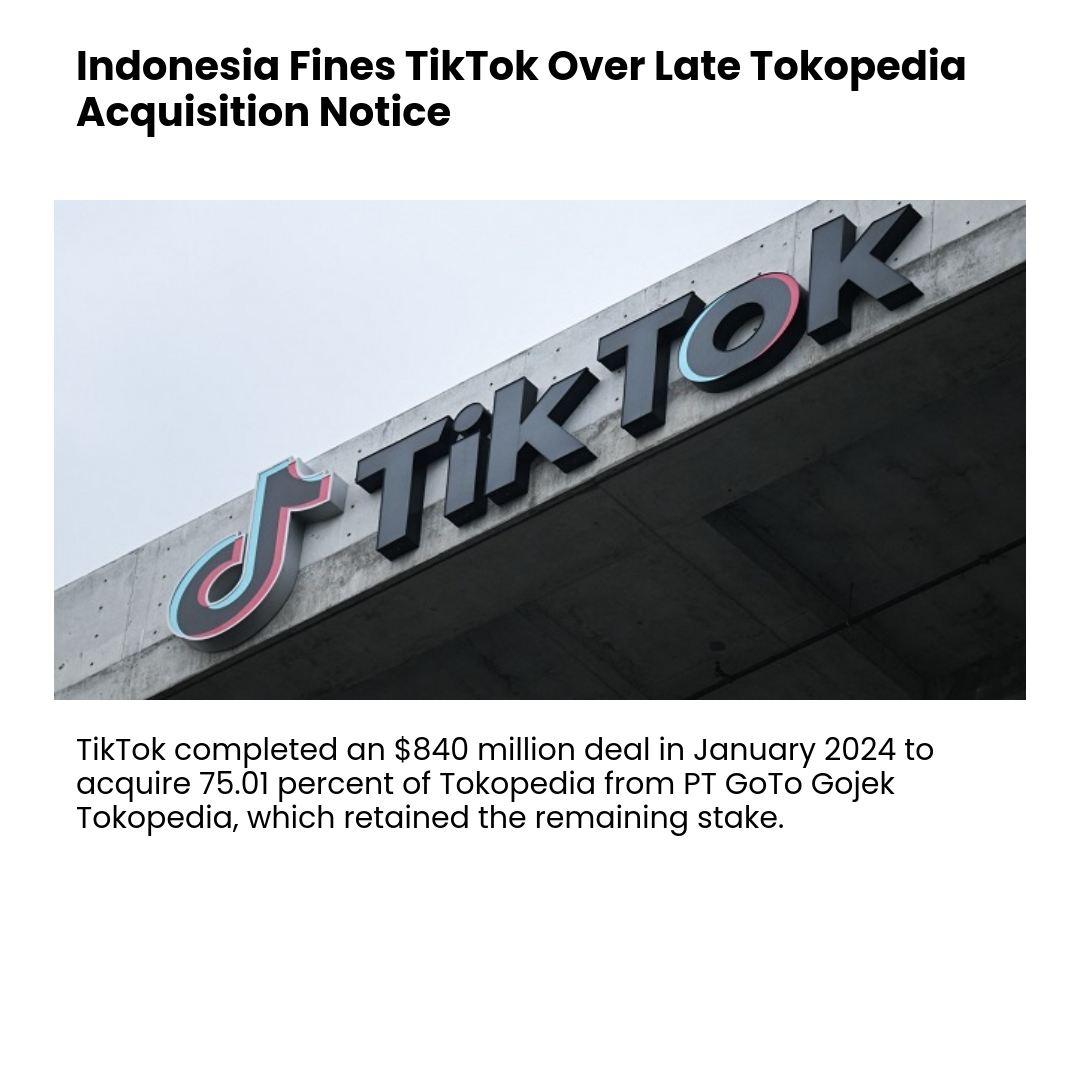 Indonesia Fines TikTok Over Late Tokopedia
Acquisition Notice
TikTok
TikTok completed an $840 million deal in January 2024 to
acquire 75.01 percent of Tokopedia from PT GoTo Gojek
Tokopedia, which retained the remaining stake.